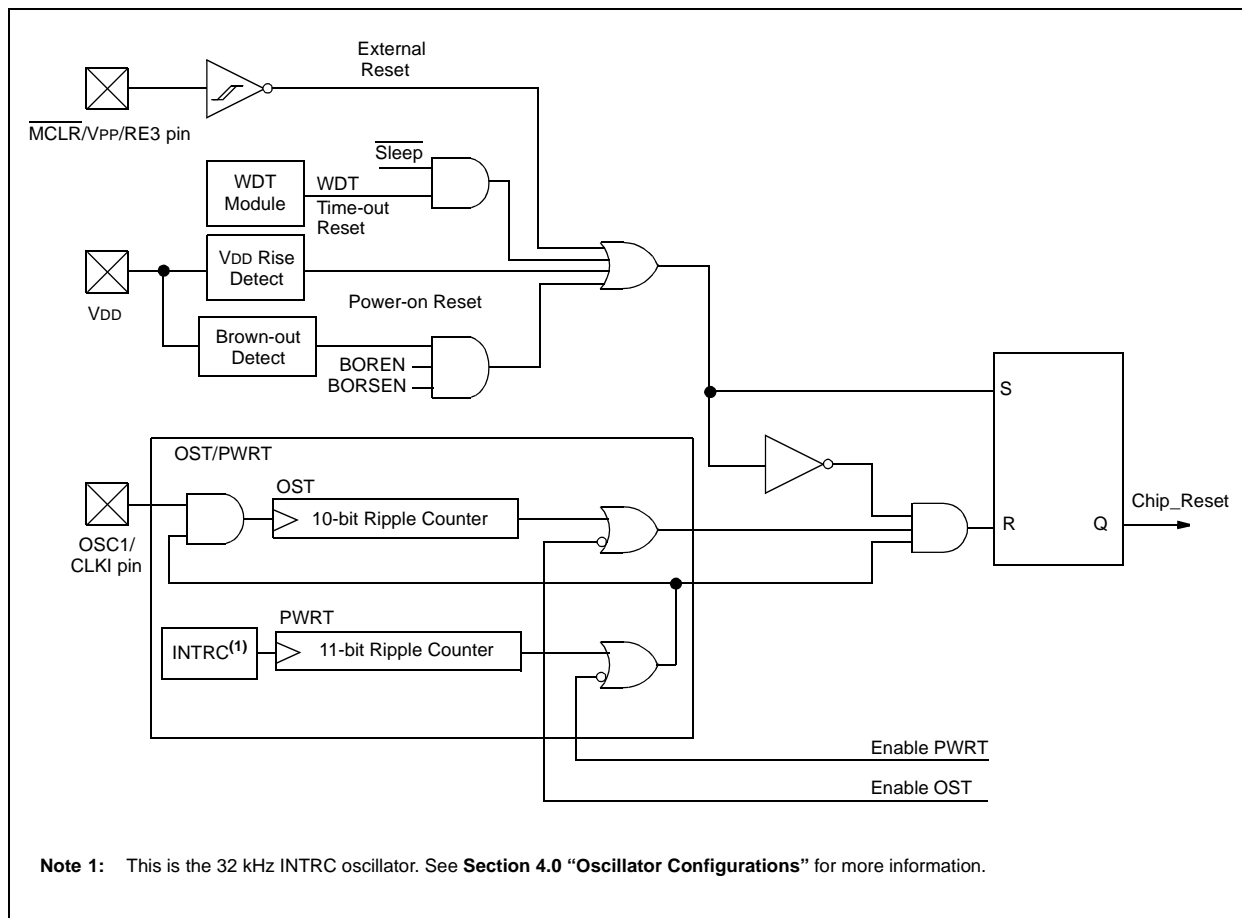 External
Reset
MCLR/VPP/RE3 pin
Sleep
WDT
Module
WDT
Time-out
Reset
VDD
VDD Rise
Detect
Power-on Reset
Brown-out
Detect
BOREN
BORSEN
S
OST/PWRT
OSC1/
CLKI pin
OST
10-bit Ripple Counter
R
Q
Chip_Reset
PWRT
INTRC(1)
11-bit Ripple Counter
Enable PWRT
Enable OST
Note 1: This is the 32 kHz INTRC oscillator. See Section 4.0 “Oscillator Configurations” for more information.